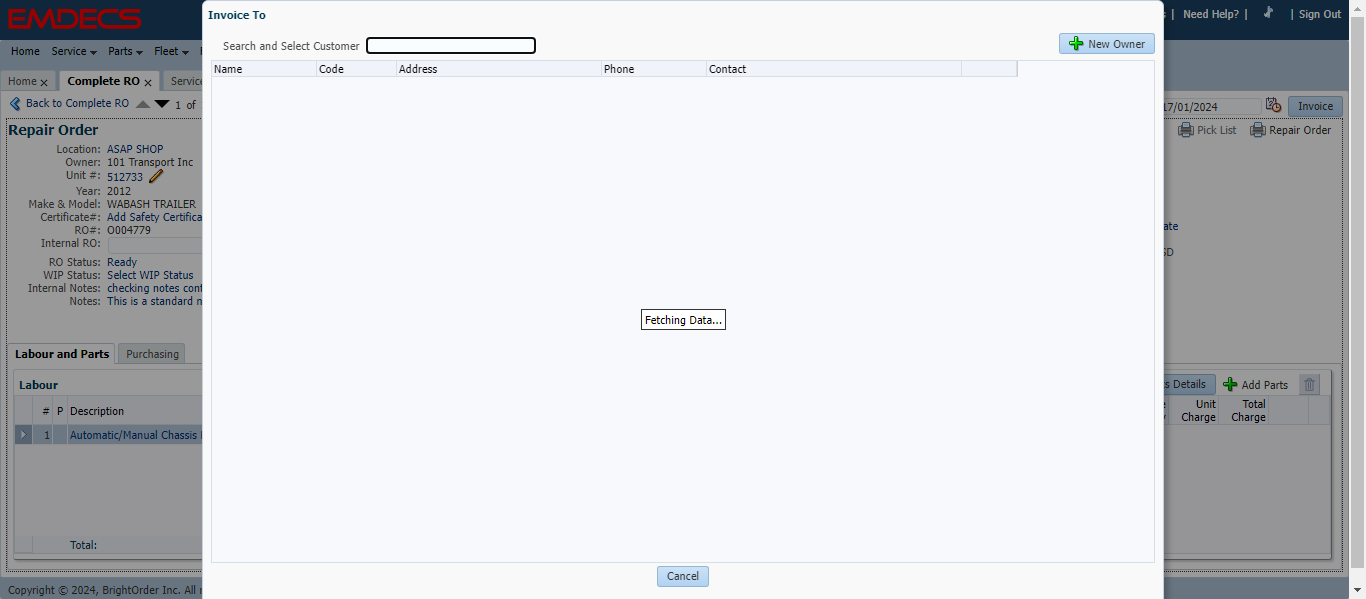 EMDECS
| Need Help? |
| Sign Out
Home Service Parts Fleet
Home x Complete RO x Service
Back to Complete RO 1 of
17/01/2024 Invoice
Pick List Repair Order
Repair Order
Location: ASAP SHOP
Owner: 101 Transport Inc
Unit #: 512733
Year: 2012
Make & Model: WABASH TRAILER
Certificate#: Add Safety Certifica
RO#: O004779
Internal RO:
RO Status: Ready
WIP Status: Select WIP Status
Internal Notes: checking notes cont
Notes: This is a standard n
ate
SD
Invoice To
Search and Select Customer
New Owner
Name Code Address Phone Contact
Fetching Data...
Cancel
Labour and Parts Purchasing
Labour
# P Description
1 Automatic/Manual Chassis
Total:
s Details Add Parts
Unit Charge Total Charge
Copyright © 2024, BrightOrder Inc. All r